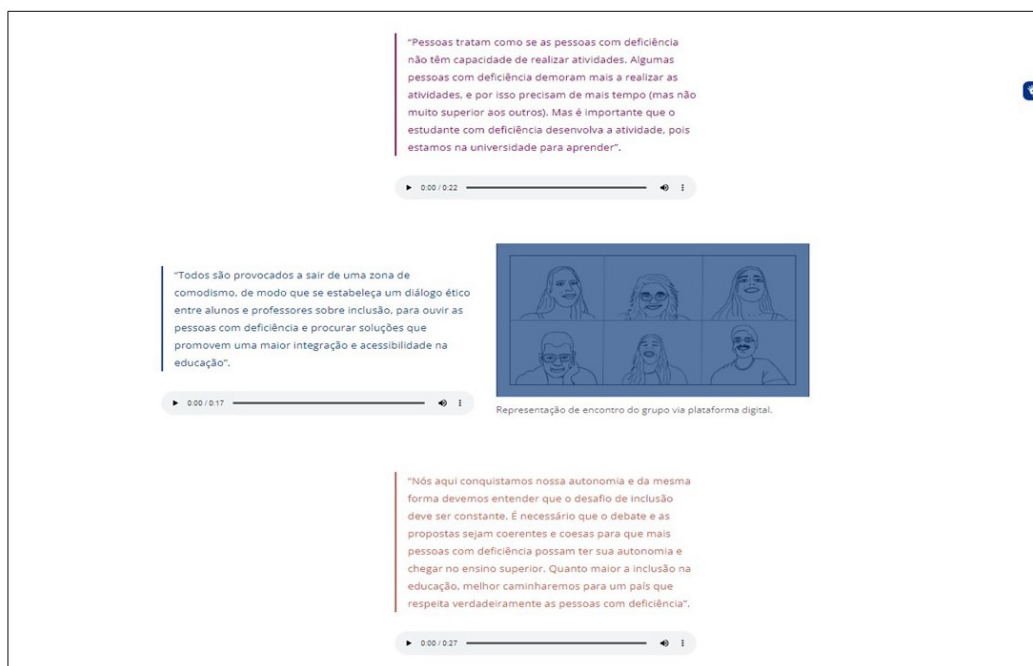 “Pessoas tratam como se as pessoas com deficiência
não têm capacidade de realizar atividades. Algumas
pessoas com deficiência demoram mais a realizar as
atividades, e por isso precisam de mais tempo (mas não
muito superior aos outros). Mas é importante que o
estudante com deficiência desenvolva a atividade, pois
estamos na universidade para aprender”.
0:00 / 0:22
“Todos são provocados a sair de uma zona de
comodismo, de modo que se estabeleça um diálogo ético
entre alunos e professores sobre inclusão, para ouvir as
pessoas com deficiência e procurar soluções que
promovem uma maior integração e acessibilidade na
educação”.
0:00 / 0:17
Representação de encontro do grupo via plataforma digital.
“Nós aqui conquistamos nossa autonomia e da mesma
forma devemos entender que o desafio de inclusão
deve ser constante. É necessário que o debate e as
propostas sejam coerentes e coesas para que mais
pessoas com deficiência possam ter sua autonomia e
chegar no ensino superior. Quanto maior a inclusão na
educação, melhor caminharemos para um país que
respeita verdadeiramente as pessoas com deficiência”.
0:00 / 0:27